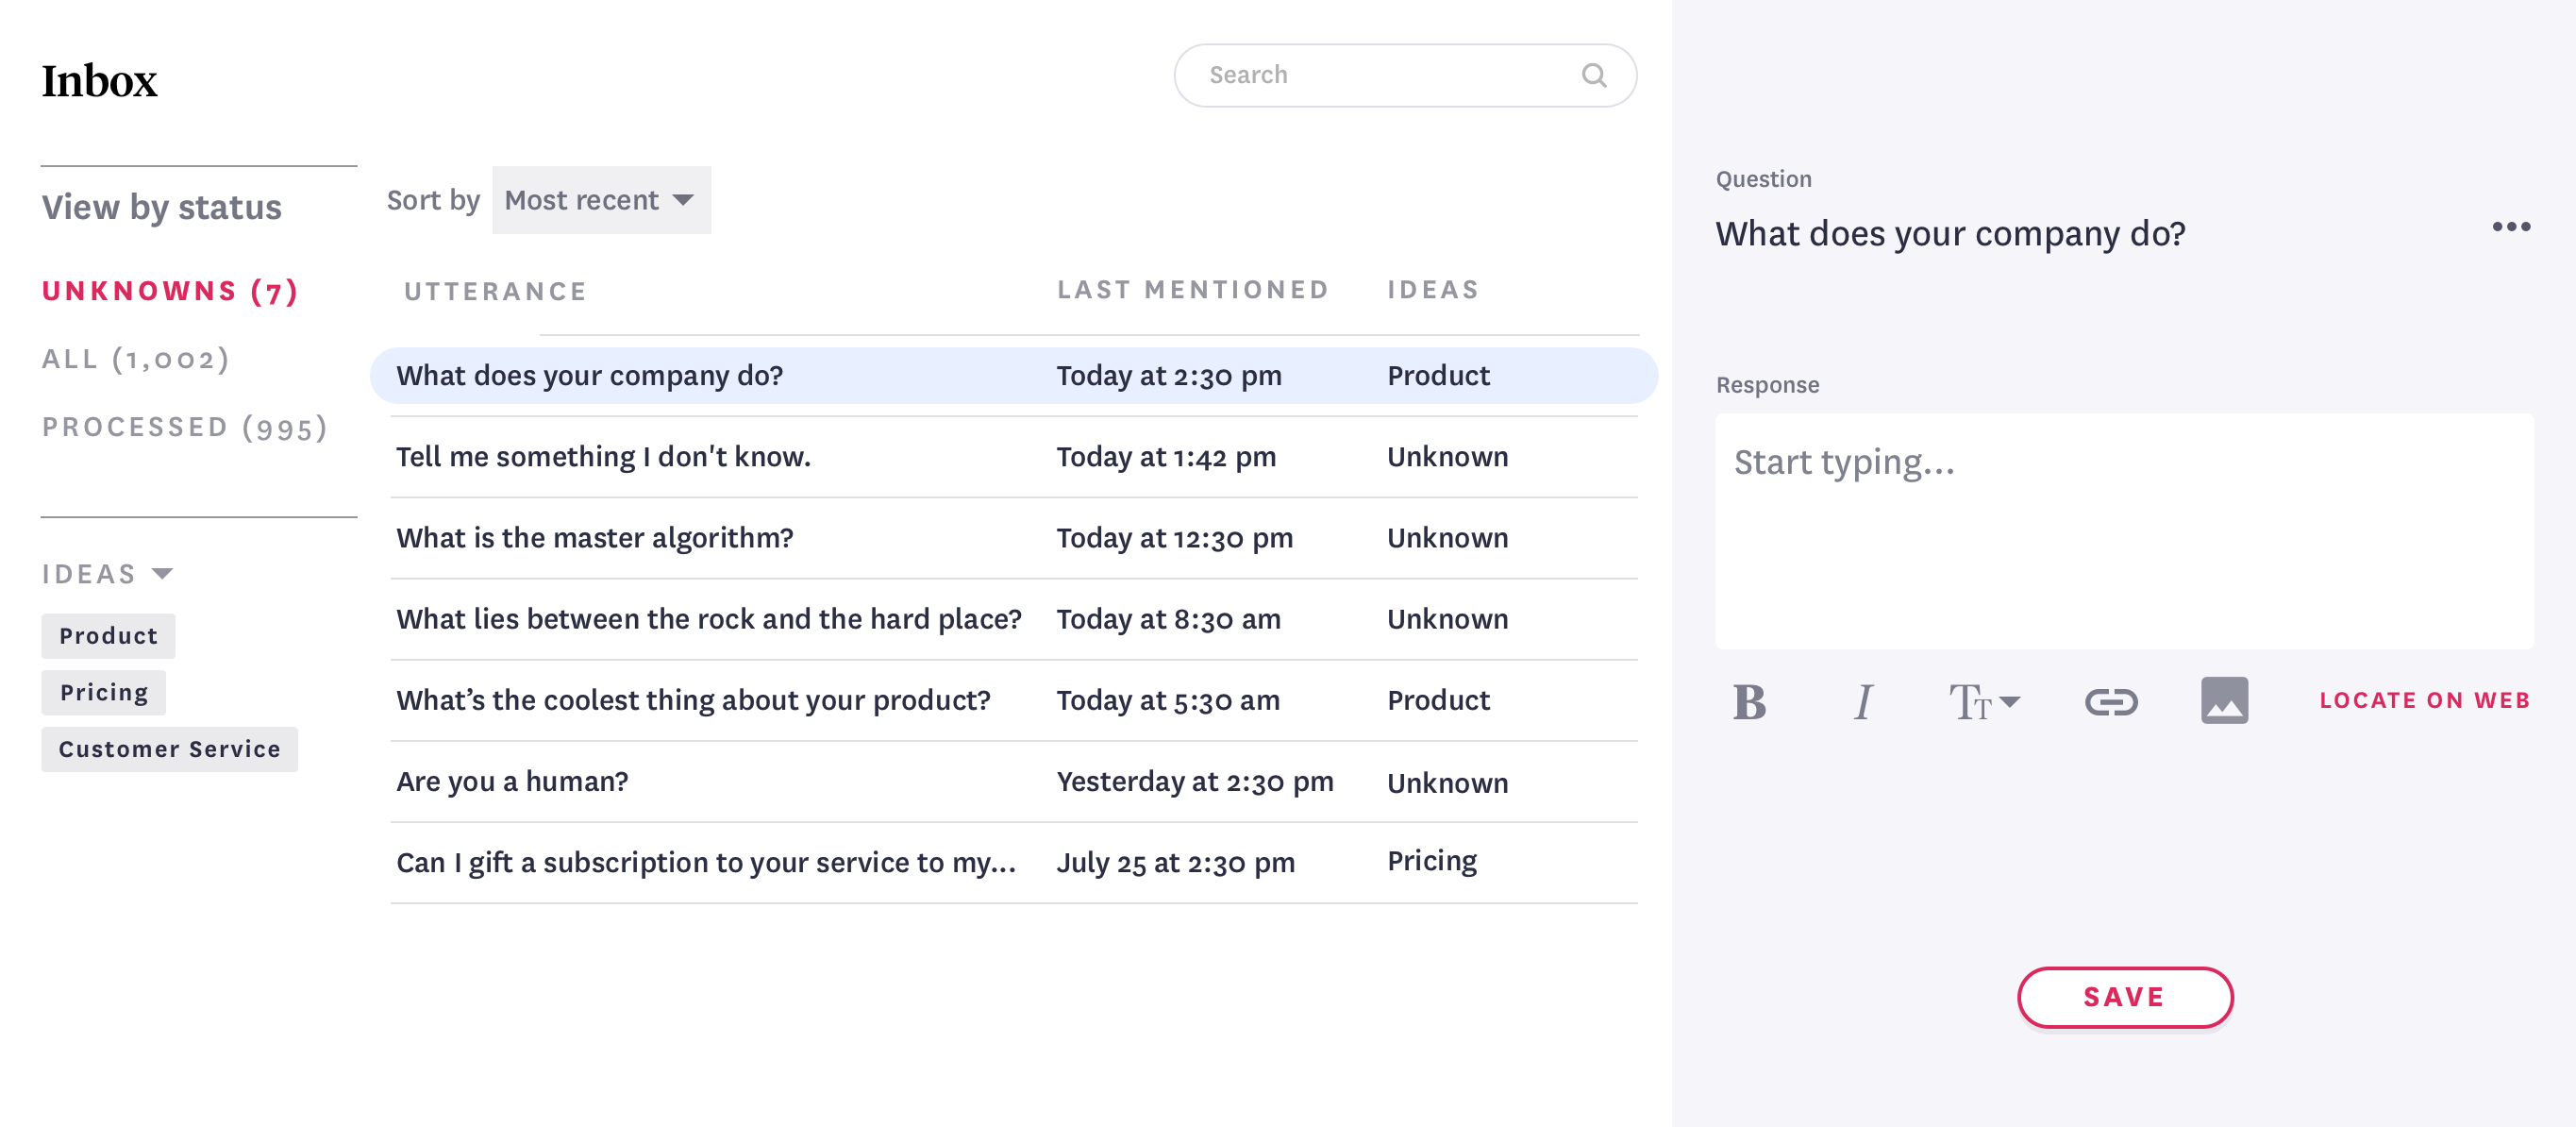 Inbox
Search
View by status
UNKNOWNS (7)
ALL (1,002)
PROCESSED (995)
IDEAS
Product
Pricing
Customer Service
Sort by Most recent
UTTERANCE LAST MENTIONED IDEAS
What does your company do? Today at 2:30 pm Product
Tell me something I don't know. Today at 1:42 pm Unknown
What is the master algorithm? Today at 12:30 pm Unknown
What lies between the rock and the hard place? Today at 8:30 am Unknown
What’s the coolest thing about your product? Today at 5:30 am Product
Are you a human? Yesterday at 2:30 pm Unknown
Can I gift a subscription to your service to my... July 25 at 2:30 pm Pricing
Question
What does your company do?
Response
Start typing...
B I TT LOCATE ON WEB
SAVE